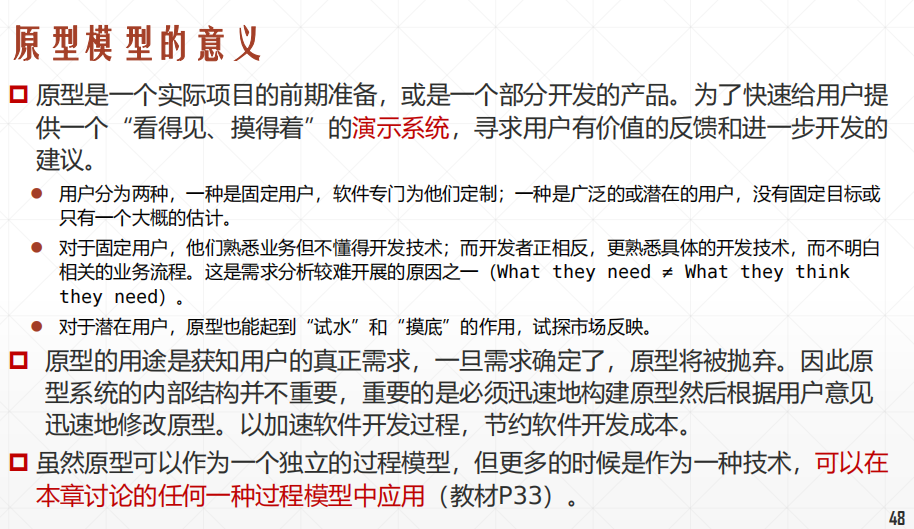 原型模型的意义
原型是一个实际项目的前期准备，或是一个部分开发的产品。为了快速给用户提
供一个“看得见、摸得着”的演示系统，寻求用户有价值的反馈和进一步开发的
建议。
用户分为两种，一种是固定用户，软件专门为他们定制；一种是广泛的或潜在的用户，没有固定目标或
只有一个大概的估计。
对于固定用户，他们熟悉业务但不懂得开发技术；而开发者正相反，更熟悉具体的开发技术，而不明白
相关的业务流程。这是需求分析较难开展的原因之一（What they need ≠ What they think
they need）。
对于潜在用户，原型也能起到“试水”和“摸底”的作用，试探市场反映。
原型的用途是获知用户的真正需求，一旦需求确定了，原型将被抛弃。因此原
型系统的内部结构并不重要，重要的是必须迅速地构建原型然后根据用户意见
迅速地修改原型。以加速软件开发过程，节约软件开发成本。
虽然原型可以作为一个独立的过程模型，但更多的时候是作为一种技术，可以在
本章讨论的任何一种过程模型中应用（教材P33）。
48